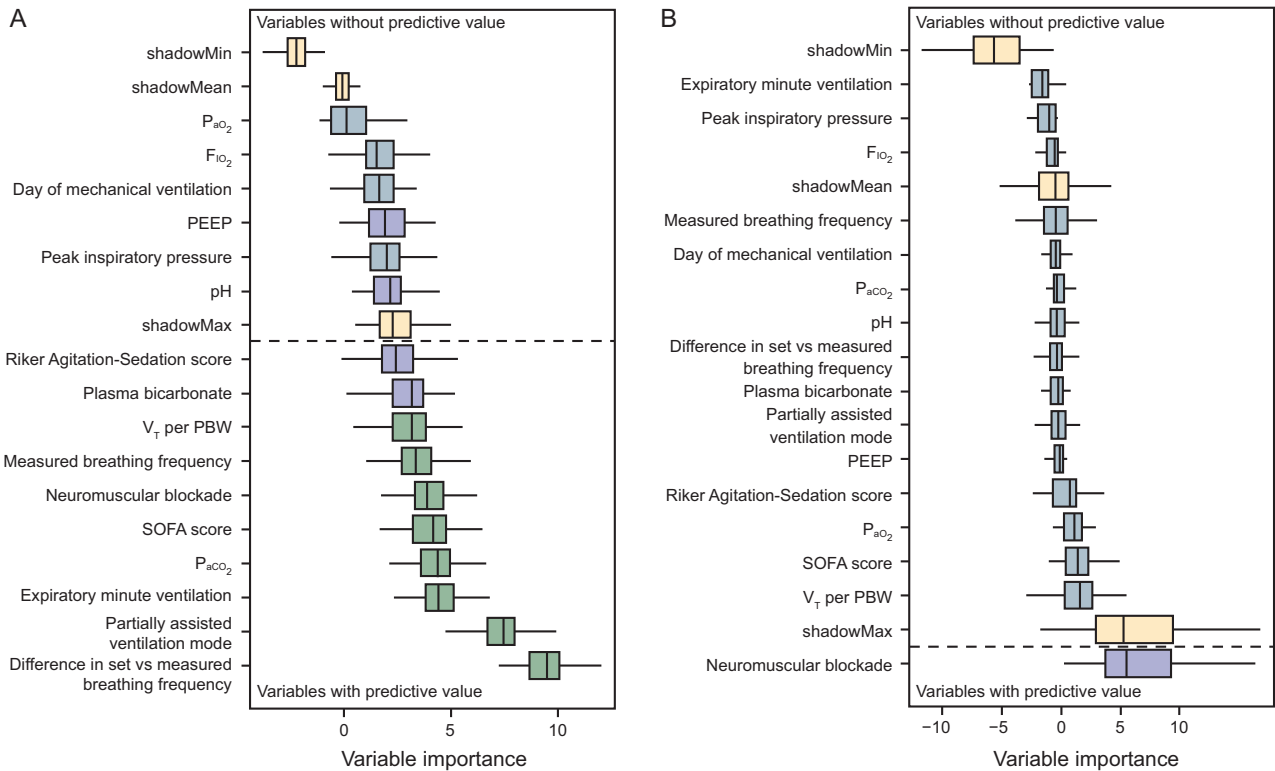 A
Variables without predictive value
shadowMin
shadowMean
PaO2
FIO2
Day of mechanical ventilation
PEEP
Peak inspiratory pressure
pH
shadowMax
Riker Agitation-Sedation score
Plasma bicarbonate
VT per PBW
Measured breathing frequency
Neuromuscular blockade
SOFA score
PaCO2
Expiratory minute ventilation
Partially assisted
ventilation mode
Difference in set vs measured
breathing frequency
Variables with predictive value
0 5 10
Variable importance
B
Variables without predictive value
shadowMin
Expiratory minute ventilation
Peak inspiratory pressure
FIO2
shadowMean
Measured breathing frequency
Day of mechanical ventilation
PaCO2
pH
Difference in set vs measured
breathing frequency
Plasma bicarbonate
Partially assisted
ventilation mode
PEEP
Riker Agitation-Sedation score
PaO2
SOFA score
VT per PBW
shadowMax
Neuromuscular blockade
Variables with predictive value
−10 −5 0 5 10
Variable importance